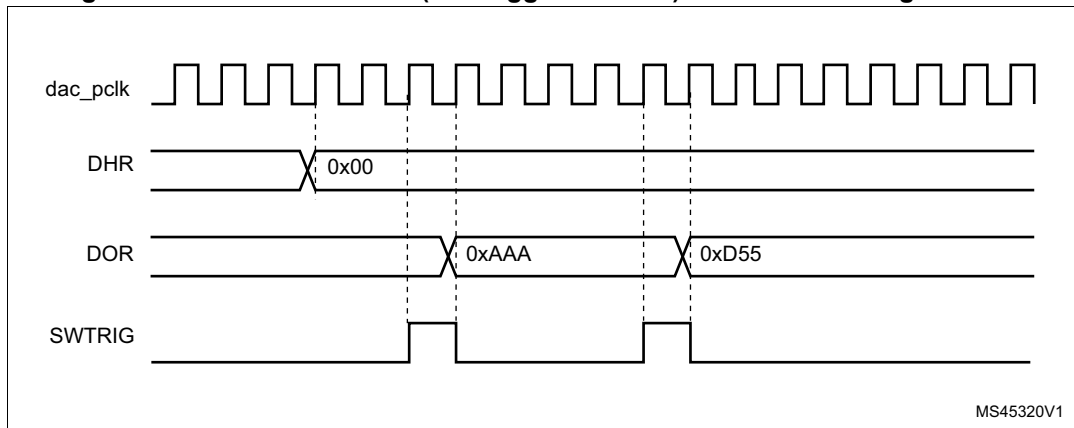 dac_pclk
DHR
0x00
DOR
0xAAA
0xD55
SWTRIG
MS45320V1